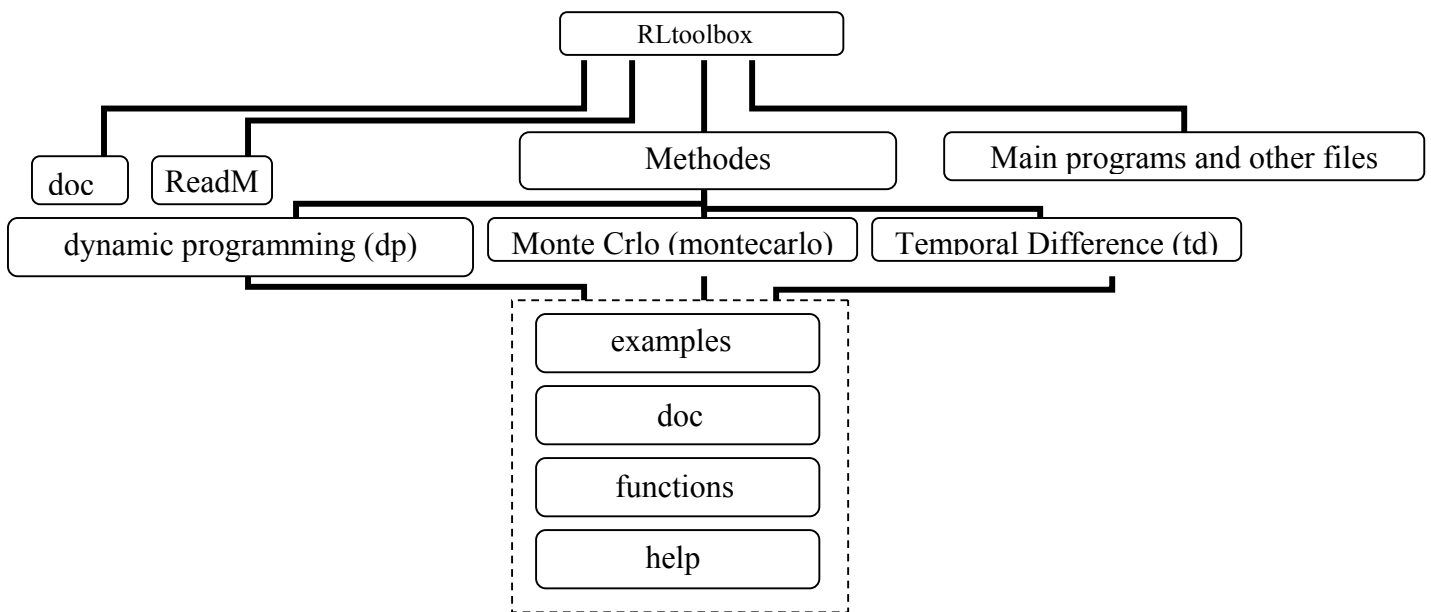 RLtoolbox
doc
ReadM
Methodes
Main programs and other files
dynamic programming (dp)
Monte Crlo (montecarlo)
Temporal Difference (td)
examples
doc
functions
help